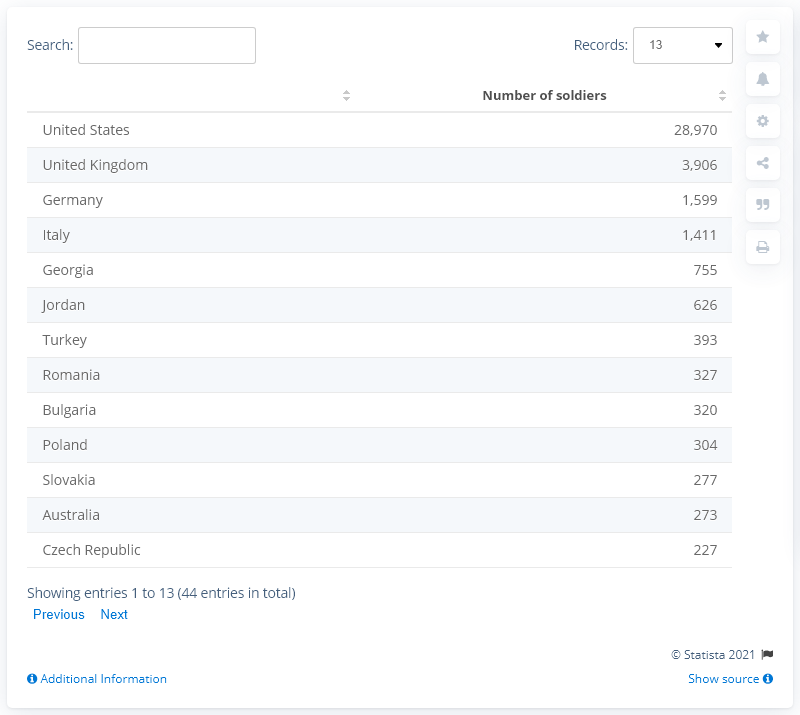 Search:
Records: 13
Number of soldiers
United States 28,970
United Kingdom 3,906
Germany 1,599
Italy 1,411
Georgia 755
Jordan 626
Turkey 393
Romania 327
Bulgaria 320
Poland 304
Slovakia 277
Australia 273
Czech Republic 227
Showing entries 1 to 13 (44 entries in total)
Previous Next
© Statista 2021
Additional Information Show source